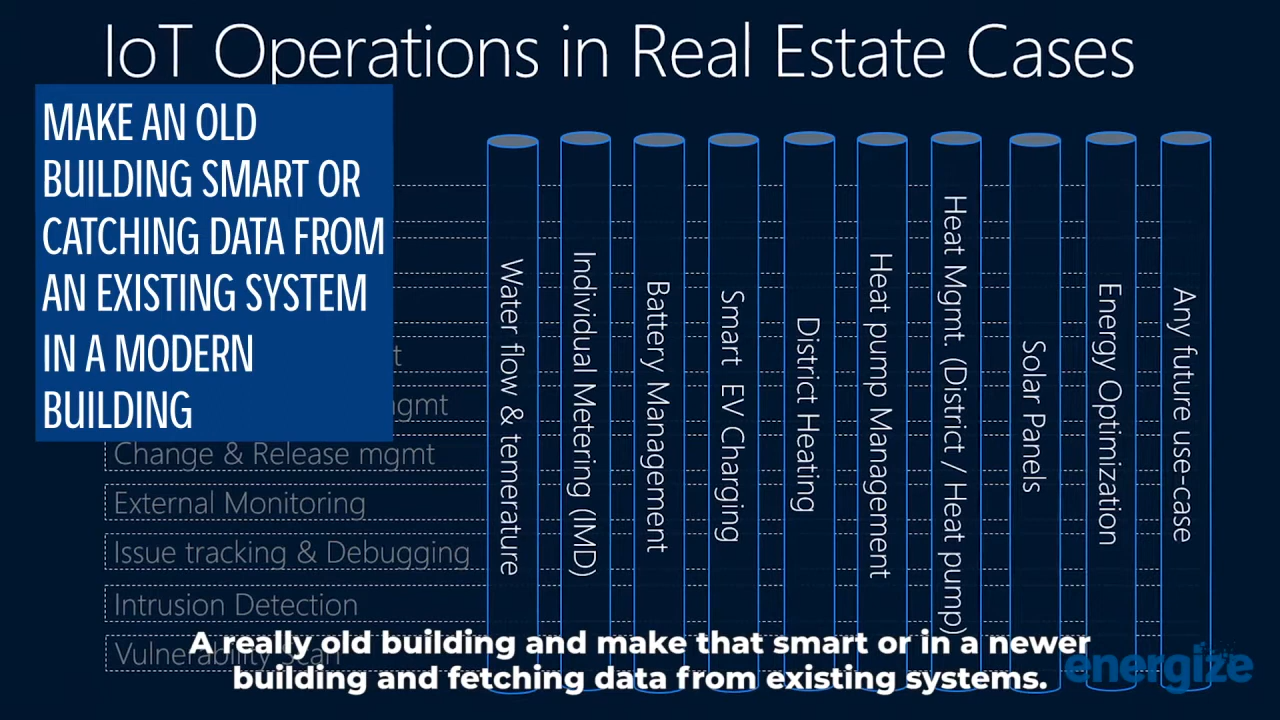 IoT Operations in Real Estate Cases
MAKE AN OLD
BUILDING SMART OR
CATCHING DATA FROM
AN EXISTING SYSTEM
IN A MODERN
BUILDING
Change & Release mgmt
External Monitoring
Issue tracking & Debugging
Intrusion Detection
Vulnerability Scan
Water flow & temerature
Individual Metering (IMD)
Battery Management
Smart EV Charging
District Heating
Heat pump Management
Heat Mgmt. (District / Heat pump)
Solar Panels
Energy Optimization
Any future use-case
A really old building and make that smart or in a newer
building and fetching data from existing systems.
energize